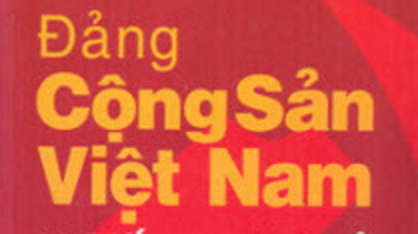 Đảng
Cộng Sản
Việt Nam